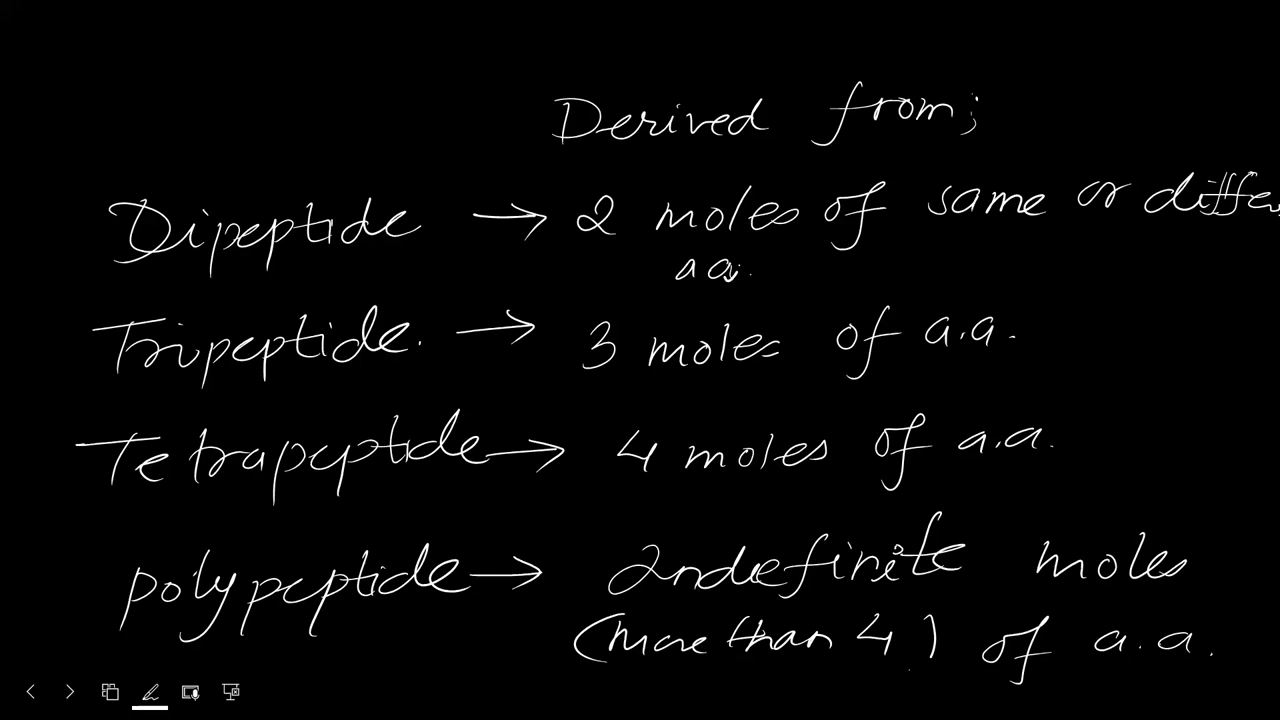 Derived from;
Dipeptide → 2 moles of same or differ
a a.
Tripeptide. → 3 moles of a.a.
Tetrapeptide → 4 moles of a.a.
polypeptide → Indefinite moles
(more than 4) of a.a.